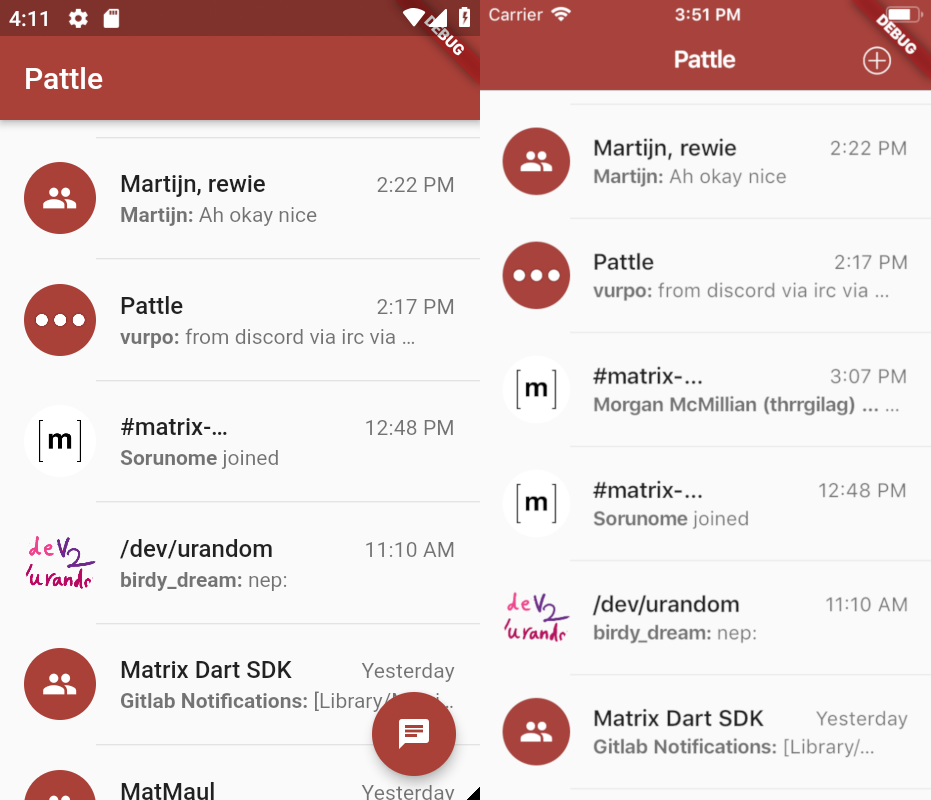 4:11
DEBUG
Pattle
Martijn, rewie 2:22 PM
Martijn: Ah okay nice
Pattle 2:17 PM
vurpo: from discord via irc via ...
[m]
#matrix-... 12:48 PM
Sorunome joined
dev2
'urando
/dev/urandom 11:10 AM
birdy_dream: nep:
Matrix Dart SDK Yesterday
Gitlab Notifications: [Library/
MatMaul Yesterday
Carrier 3:51 PM
DEBUG
Pattle
Martijn, rewie 2:22 PM
Martijn: Ah okay nice
Pattle 2:17 PM
vurpo: from discord via irc via ...
[m]
#matrix-... 3:07 PM
Morgan McMillian (thrrgilag) ... ...
[m]
#matrix-... 12:48 PM
Sorunome joined
dev2
'urando
/dev/urandom 11:10 AM
birdy_dream: nep:
Matrix Dart SDK Yesterday
Gitlab Notifications: [Library/...